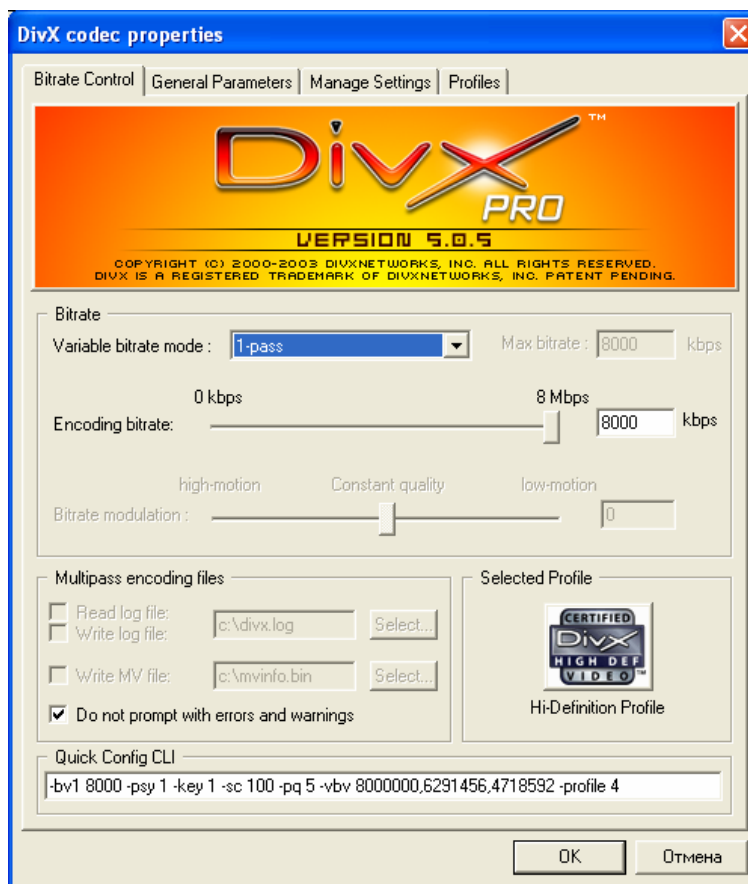 DivX codec properties
Bitrate Control General Parameters Manage Settings Profiles
DivX™
PRO
VERSION 5.0.5
COPYRIGHT (C) 2000-2003 DIVXNETWORKS, INC. ALL RIGHTS RESERVED.
DIVX IS A REGISTERED TRADEMARK OF DIVXNETWORKS, INC. PATENT PENDING.
Bitrate
Variable bitrate mode : 1-pass Max bitrate : 8000 kbps
0 kbps 8 Mbps
Encoding bitrate: 8000 kbps
high-motion Constant quality low-motion
Bitrate modulation : 0
Multipass encoding files
Read log file:
Write log file: c:\divx.log Select...
Write MV file: c:\mvinfo.bin Select...
Do not prompt with errors and warnings
Selected Profile
CERTIFIED
DivX
HIGH DEF
VIDEO™
Hi-Definition Profile
Quick Config CLI
-bv1 8000 -psy 1 -key 1 -sc 100 -pq 5 -vbv 8000000,6291456,4718592 -profile 4
OK Отмена